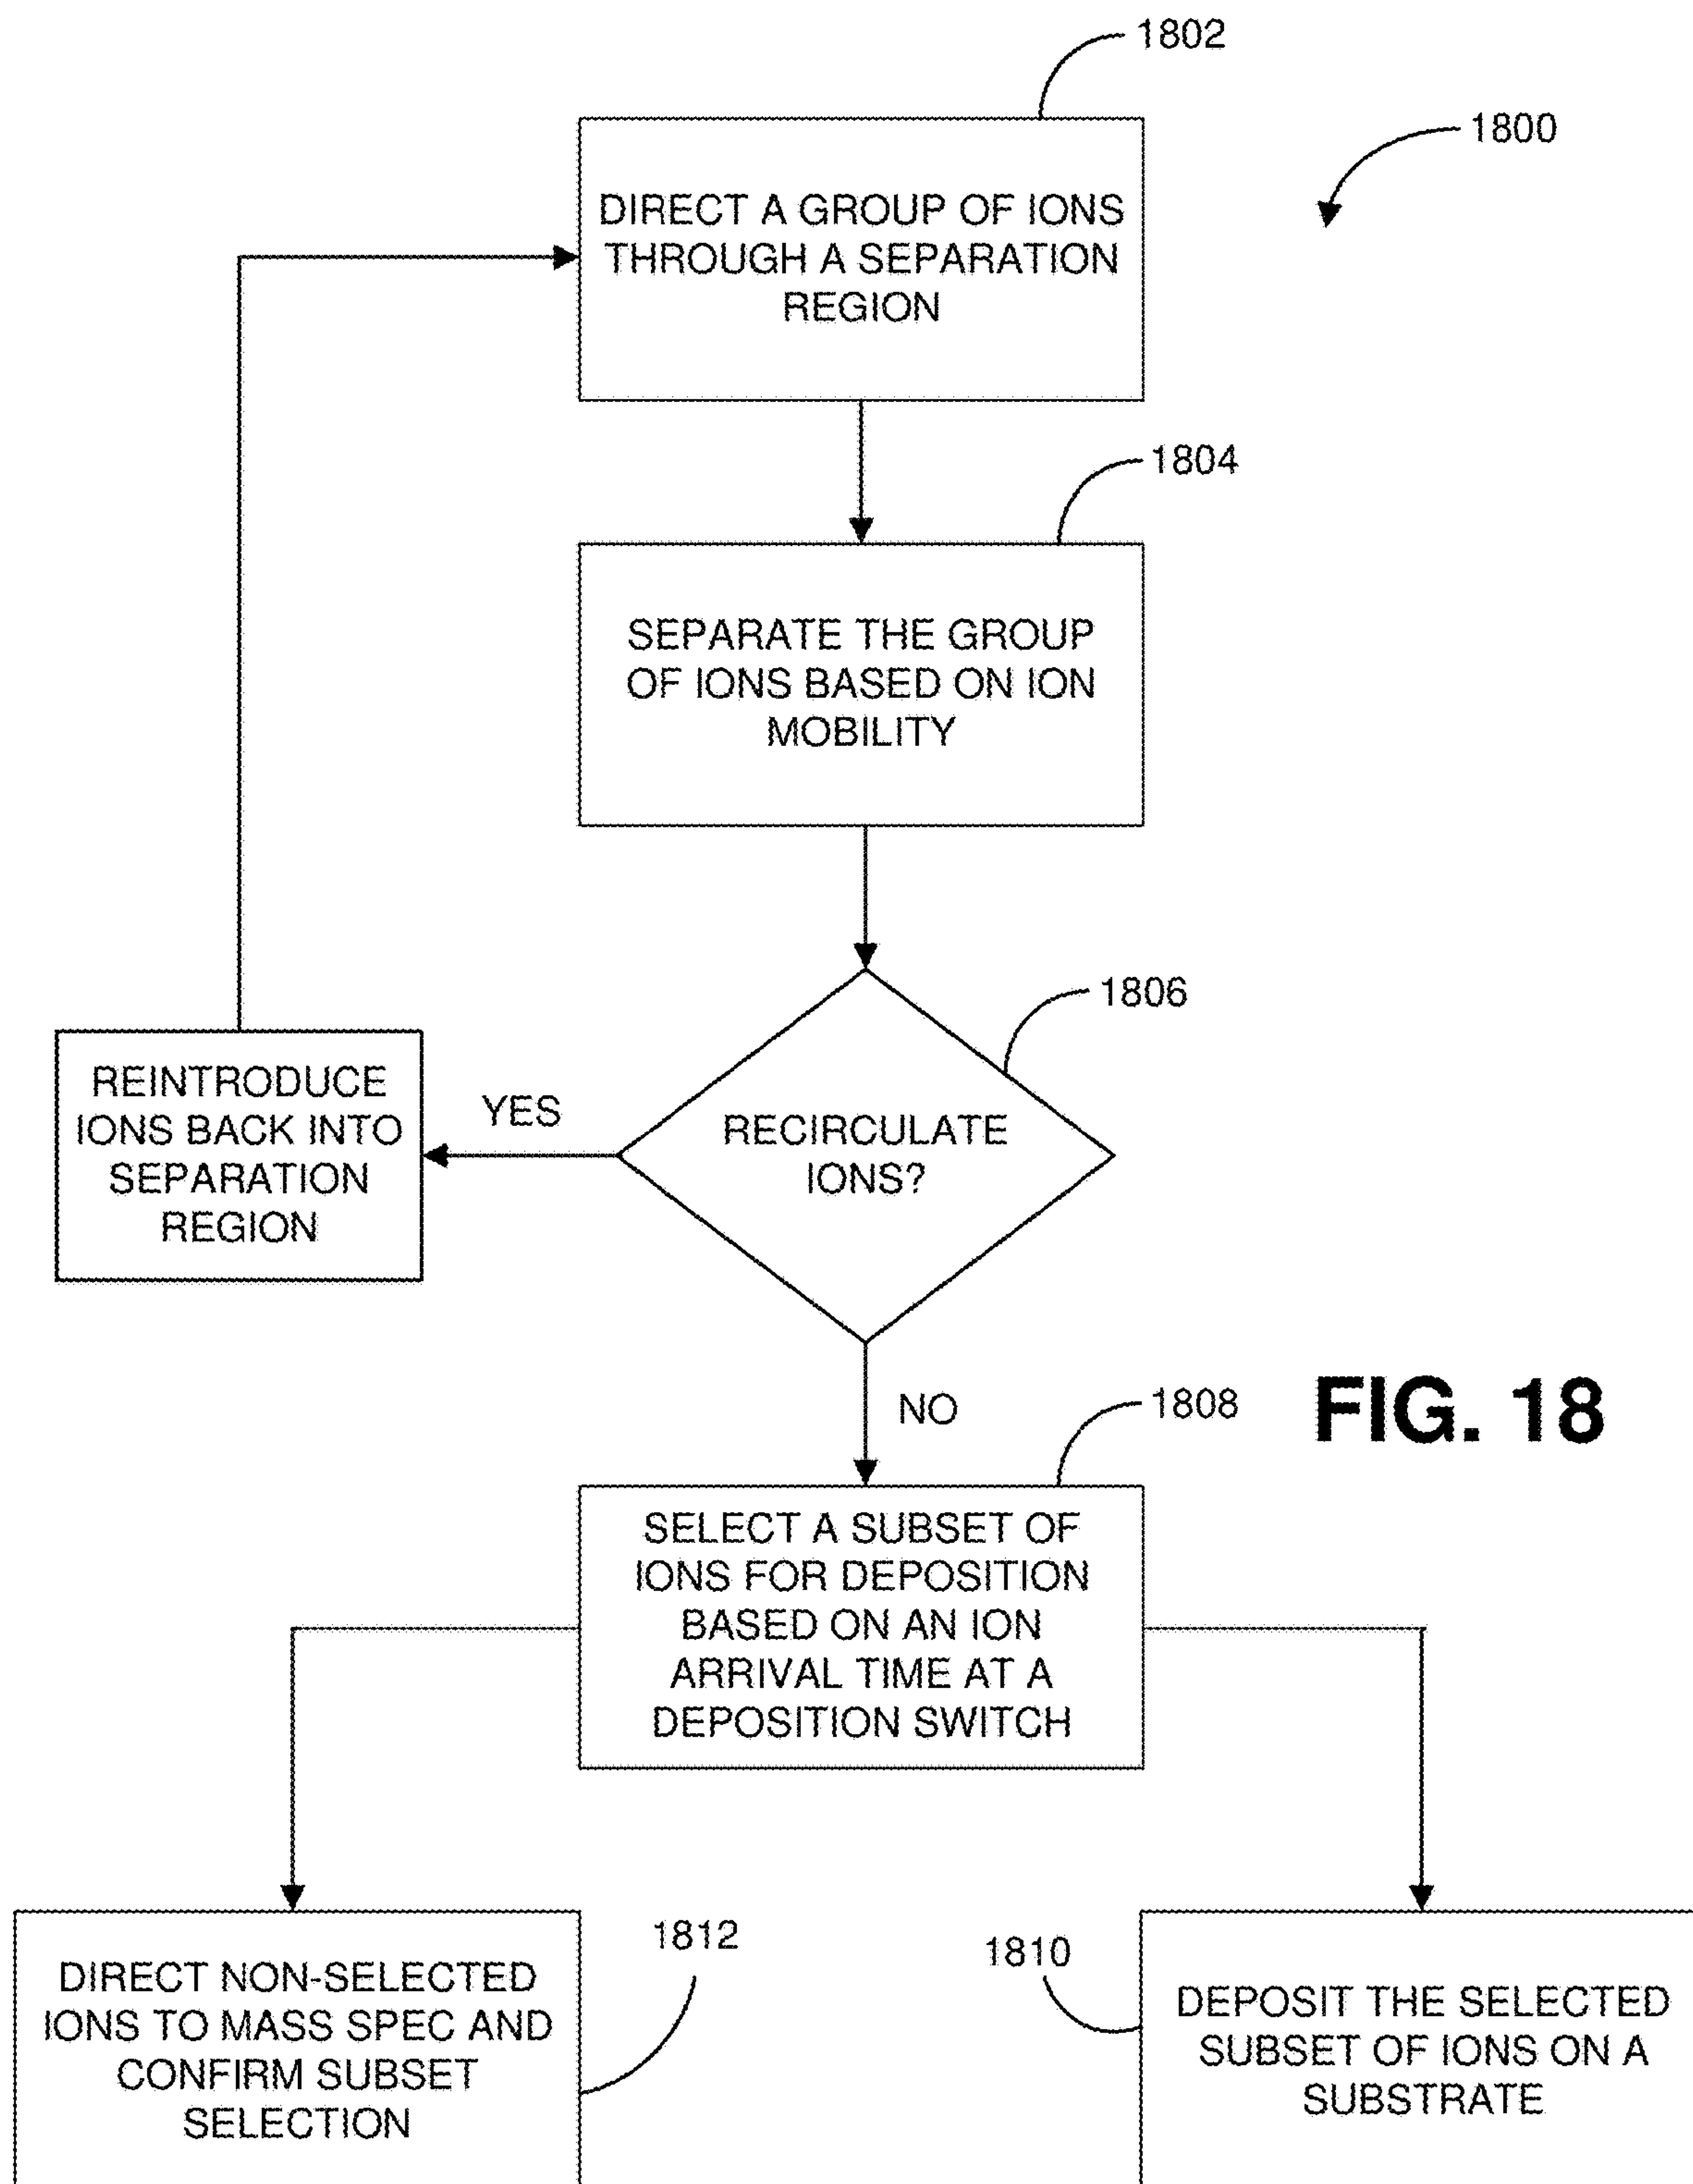 1802
1800
DIRECT A GROUP OF IONS
THROUGH A SEPARATION
REGION
1804
SEPARATE THE GROUP
OF IONS BASED ON ION
MOBILITY
1806
RECIRCULATE
IONS?
YES
REINTRODUCE
IONS BACK INTO
SEPARATION
REGION
NO
FIG. 18
1808
SELECT A SUBSET OF
IONS FOR DEPOSITION
BASED ON AN ION
ARRIVAL TIME AT A
DEPOSITION SWITCH
1812
DIRECT NON-SELECTED
IONS TO MASS SPEC AND
CONFIRM SUBSET
SELECTION
1810
DEPOSIT THE SELECTED
SUBSET OF IONS ON A
SUBSTRATE